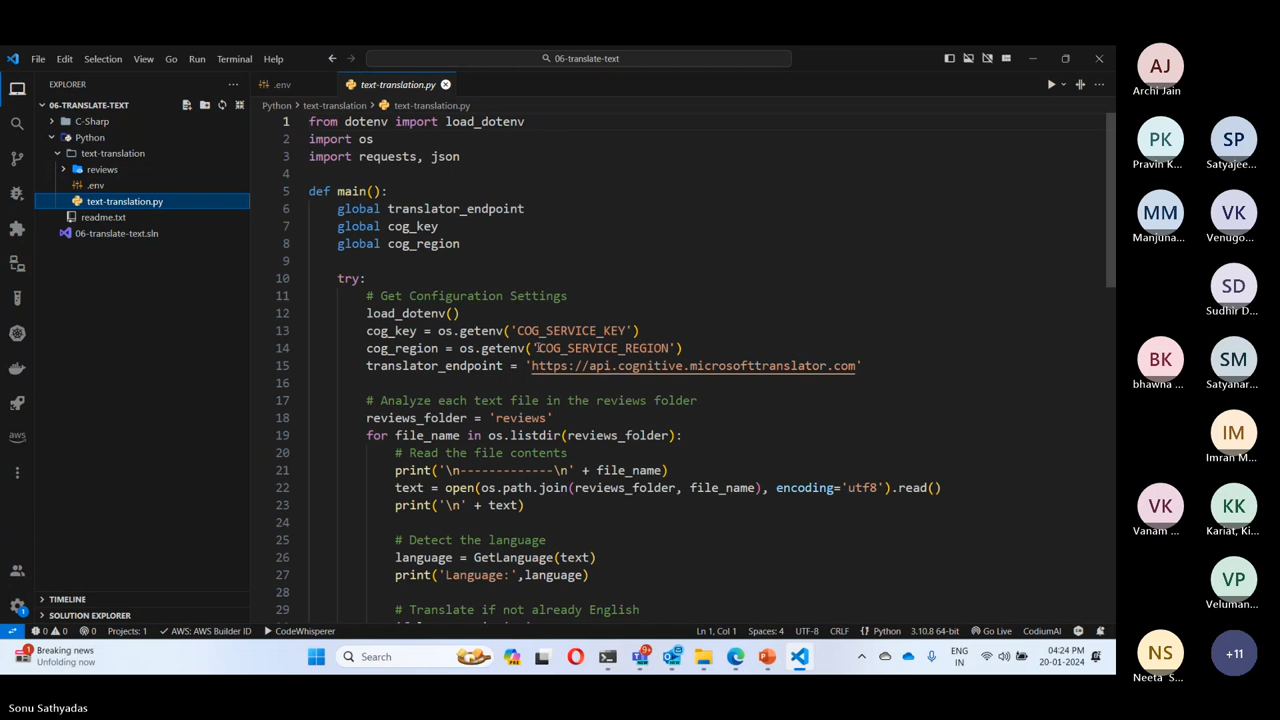 File Edit Selection View Go Run Terminal Help
06-translate-text
EXPLORER
06-TRANSLATE-TEXT
C-Sharp
Python
text-translation
reviews
.env
text-translation.py
readme.txt
06-translate-text.sln
TIMELINE
SOLUTION EXPLORER
aws
.env
text-translation.py
Python > text-translation > text-translation.py
1 from dotenv import load_dotenv
2 import os
3 import requests, json
4
5 def main():
6 global translator_endpoint
7 global cog_key
8 global cog_region
9
10 try:
11 # Get Configuration Settings
12 load_dotenv()
13 cog_key = os.getenv('COG_SERVICE_KEY')
14 cog_region = os.getenv('COG_SERVICE_REGION')
15 translator_endpoint = 'https://api.cognitive.microsofttranslator.com'
16
17 # Analyze each text file in the reviews folder
18 reviews_folder = 'reviews'
19 for file_name in os.listdir(reviews_folder):
20 # Read the file contents
21 print('\n-------------\n' + file_name)
22 text = open(os.path.join(reviews_folder, file_name), encoding='utf8').read()
23 print('\n' + text)
24
25 # Detect the language
26 language = GetLanguage(text)
27 print('Language:',language)
28
29 # Translate if not already English
0 0 0 Projects: 1 AWS: AWS Builder ID CodeWhisperer Ln 1, Col 1 Spaces: 4 UTF-8 CRLF Python 3.10.8 64-bit Go Live CodiumAI
Breaking news
Unfolding now
Search
ENG
IN
04:24 PM
20-01-2024
Sonu Sathyadas
AJ
Archi Jain
PK
Pravin K...
SP
Satyajee...
MM
Manjuna...
VK
Venugo...
SD
Sudhir D...
BK
bhawna ...
SM
Satyanar...
IM
Imran M...
VK
Vanam ...
KK
Kariat, Ki...
VP
Veluman...
NS
Neeta S...
+11